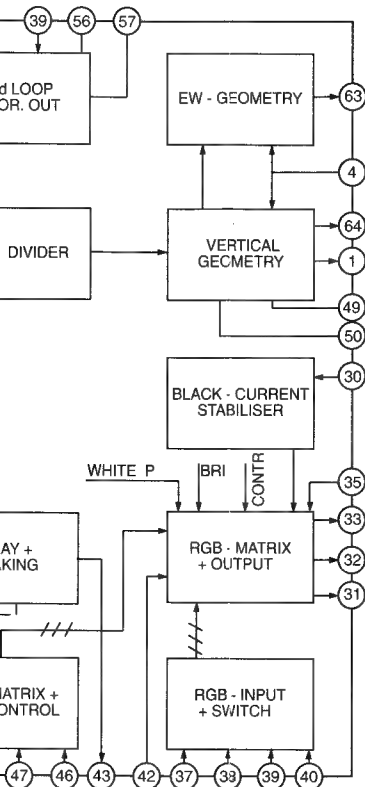 39 56 57
d LOOP
OR. OUT
EW - GEOMETRY
63
4
DIVIDER
VERTICAL
GEOMETRY
64
1
49
50
30
BLACK - CURRENT
STABILISER
WHITE P
BRI
CONTR
35
AY +
AKING
RGB - MATRIX
+ OUTPUT
33
32
31
MATRIX +
ONTROL
RGB - INPUT
+ SWITCH
47 46 43 42 37 38 39 40